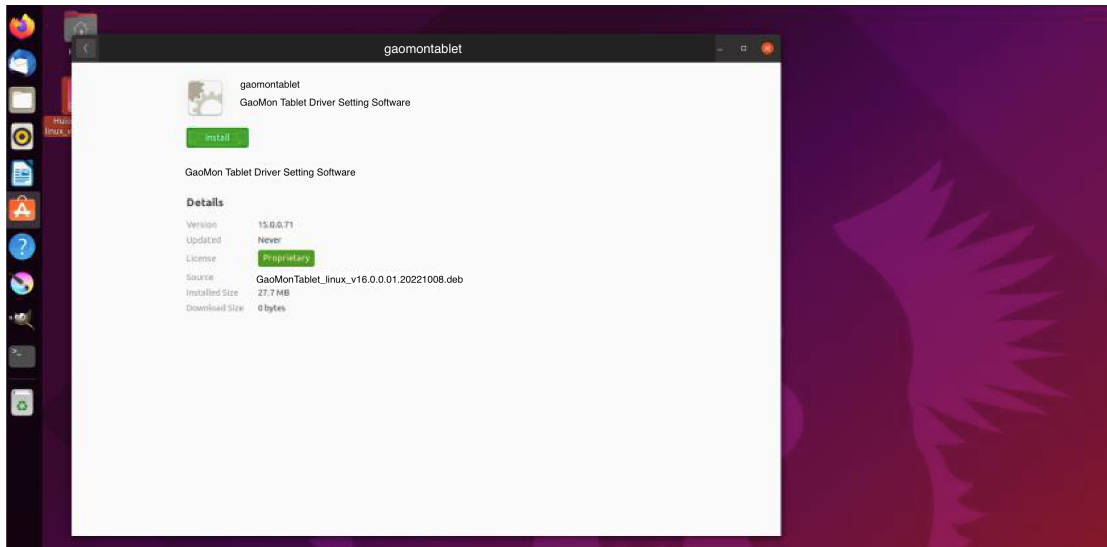 gaomontablet
gaomontablet
GaoMon Tablet Driver Setting Software
Install
GaoMon Tablet Driver Setting Software
Details
Version 15.0.0.71
Updated Never
License Proprietary
Source GaoMonTablet_linux_v16.0.0.01.20221008.deb
Installed Size 27.7 MB
Download Size 0 bytes